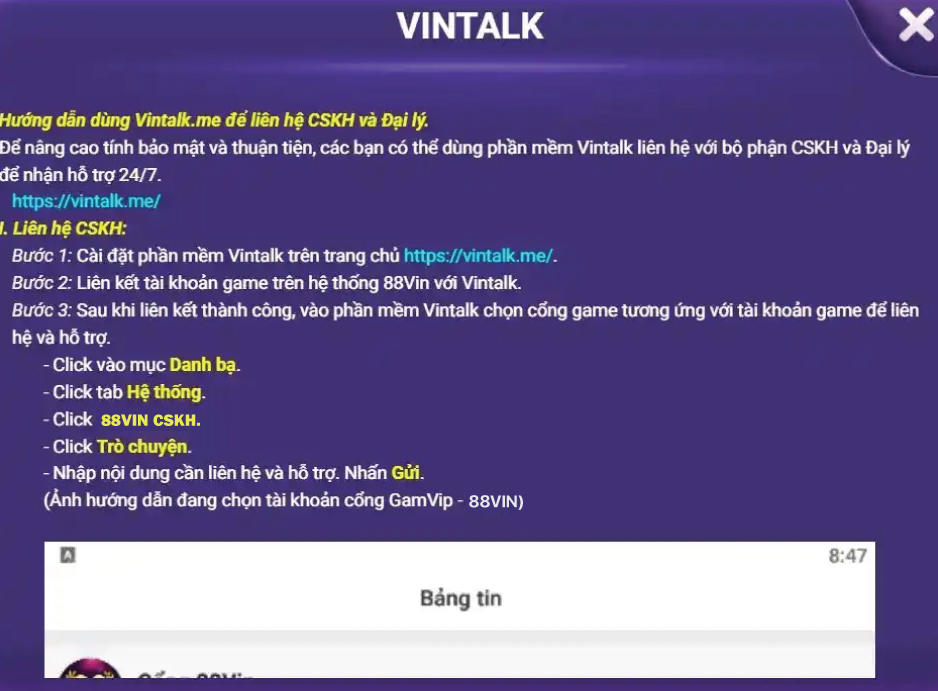 VINTALK
Hướng dẫn dùng Vintalk.me để liên hệ CSKH và Đại lý.
Để nâng cao tính bảo mật và thuận tiện, các bạn có thể dùng phần mềm Vintalk liên hệ với bộ phận CSKH và Đại lý
để nhận hỗ trợ 24/7.
https://vintalk.me/
I. Liên hệ CSKH:
Bước 1: Cài đặt phần mềm Vintalk trên trang chủ https://vintalk.me/.
Bước 2: Liên kết tài khoản game trên hệ thống 88Vin với Vintalk.
Bước 3: Sau khi liên kết thành công, vào phần mềm Vintalk chọn cổng game tương ứng với tài khoản game để liên
hệ và hỗ trợ.
- Click vào mục Danh bạ.
- Click tab Hệ thống.
- Click 88VIN CSKH.
- Click Trò chuyện.
- Nhập nội dung cần liên hệ và hỗ trợ. Nhấn Gửi.
(Ảnh hướng dẫn đang chọn tài khoản cổng GamVip - 88VIN)
A 8:47
Bảng tin